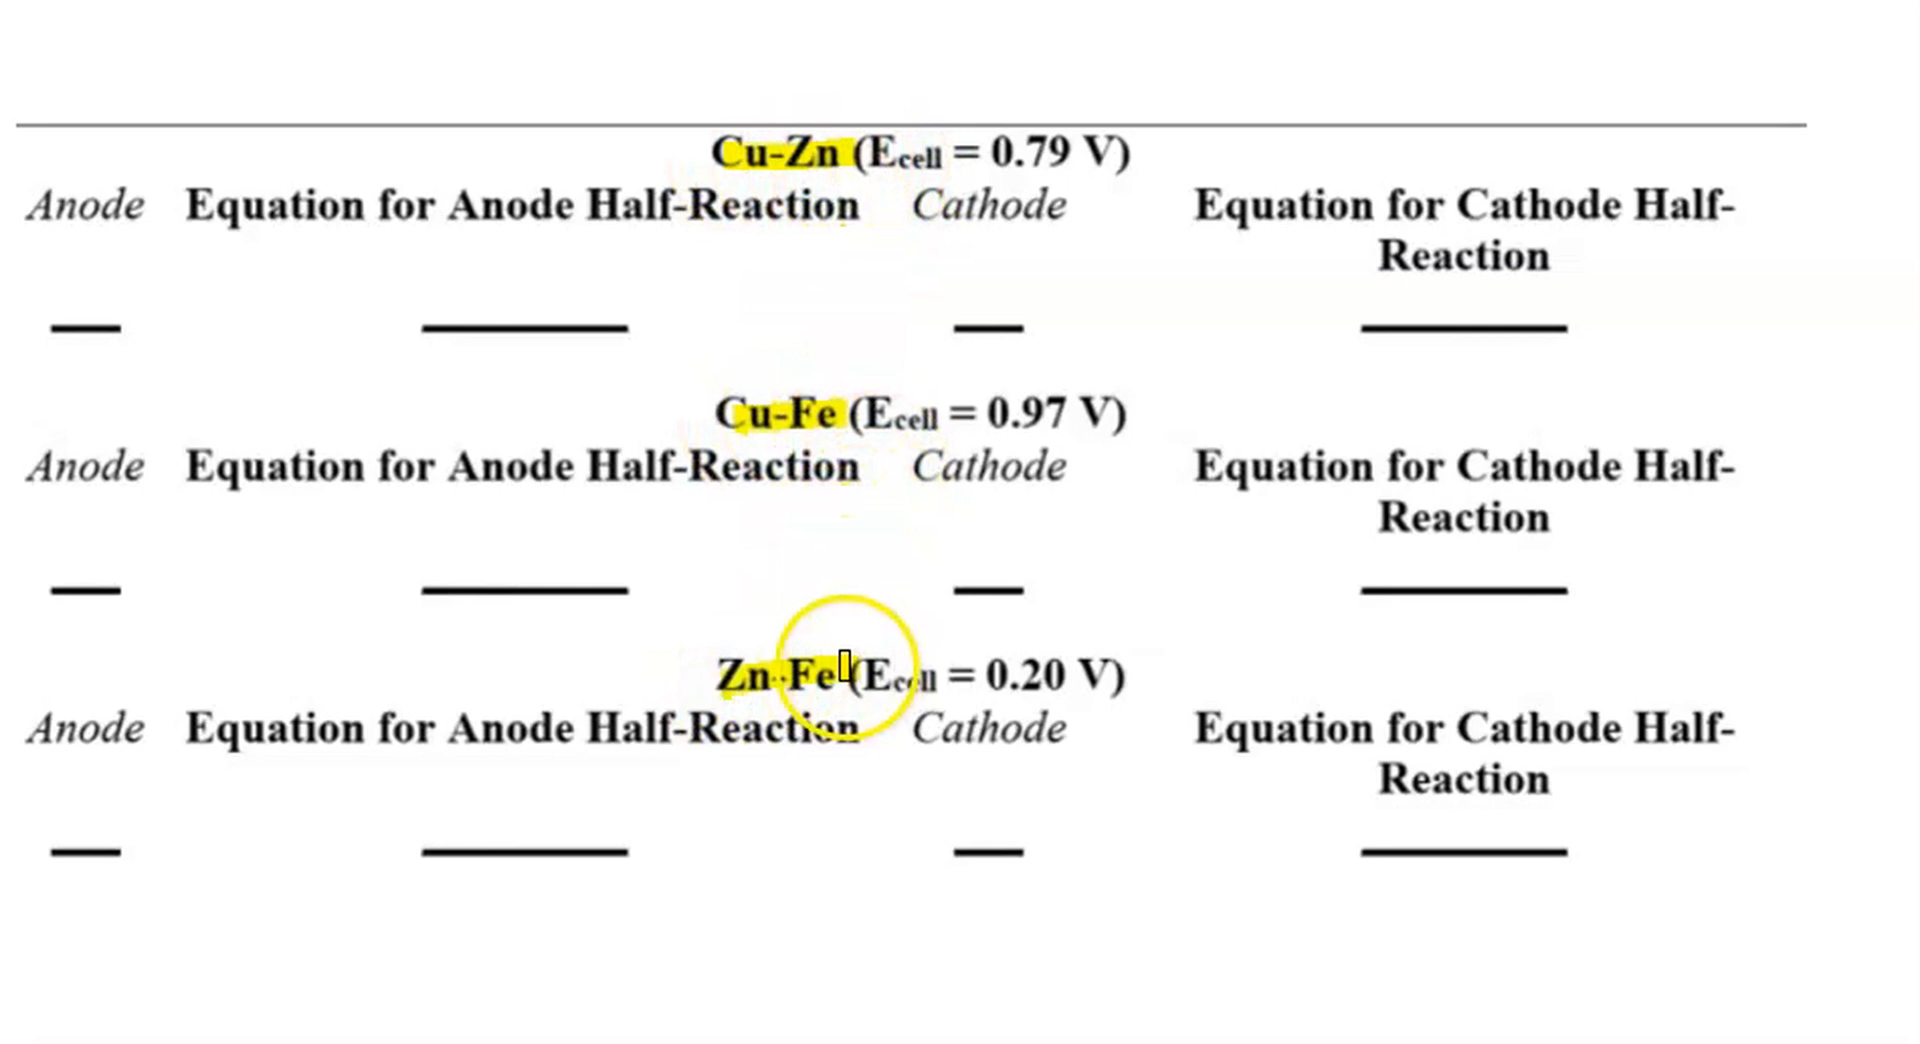 Cu-Zn (Ecell = 0.79 V)
Anode Equation for Anode Half-Reaction Cathode Equation for Cathode Half-
Reaction
Cu-Fe (Ecell = 0.97 V)
Anode Equation for Anode Half-Reaction Cathode Equation for Cathode Half-
Reaction
Zn-Fe (Ecell = 0.20 V)
Anode Equation for Anode Half-Reaction Cathode Equation for Cathode Half-
Reaction